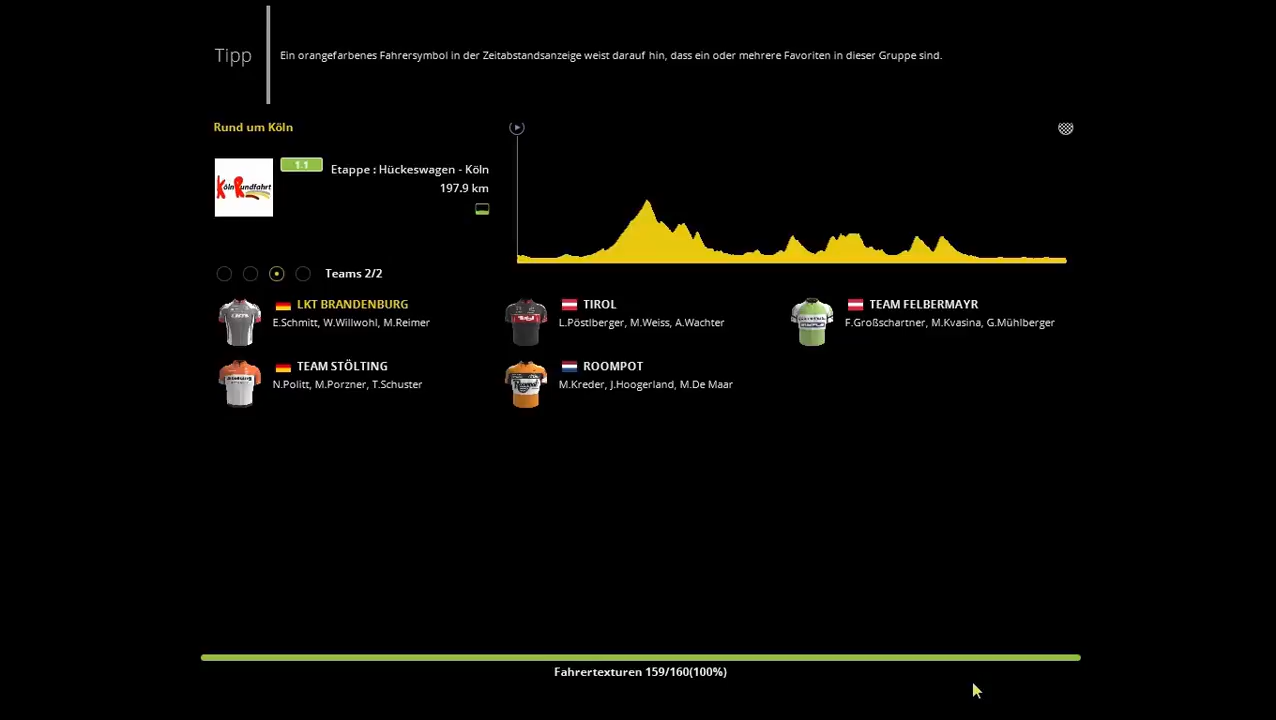 Tipp
Ein orangefarbenes Fahrersymbol in der Zeitabstandsanzeige weist darauf hin, dass ein oder mehrere Favoriten in dieser Gruppe sind.
Rund um Köln
1.1
Etappe : Hückeswagen - Köln
197.9 km
Köln Rundfahrt
Teams 2/2
LKT BRANDENBURG
E.Schmitt, W.Willwohl, M.Reimer
TIROL
L.Pöstlberger, M.Weiss, A.Wachter
TEAM FELBERMAYR
F.Großschartner, M.Kvasina, G.Mühlberger
TEAM STÖLTING
N.Politt, M.Porzner, T.Schuster
ROOMPOT
M.Kreder, J.Hoogerland, M.De Maar
Fahrertexturen 159/160(100%)